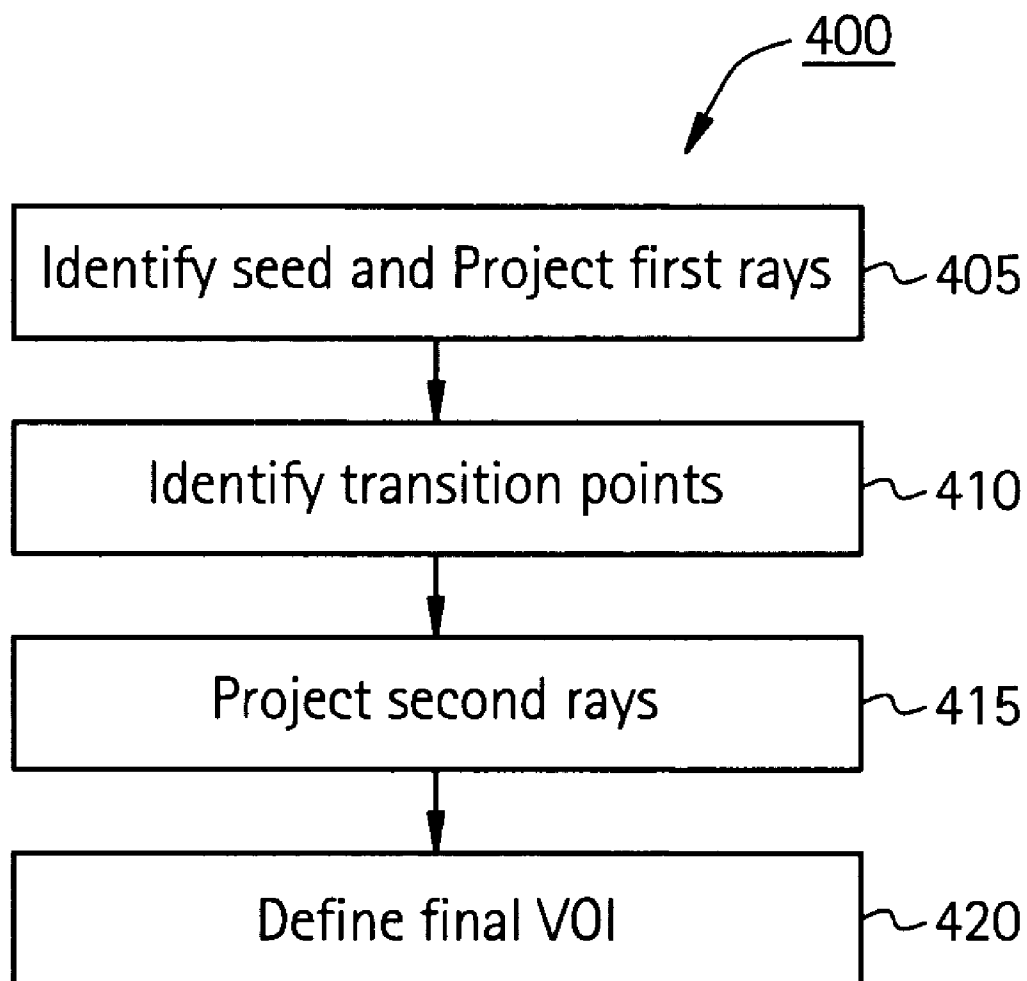 400
Identify seed and Project first rays 405
Identify transition points 410
Project second rays 415
Define final VOI 420